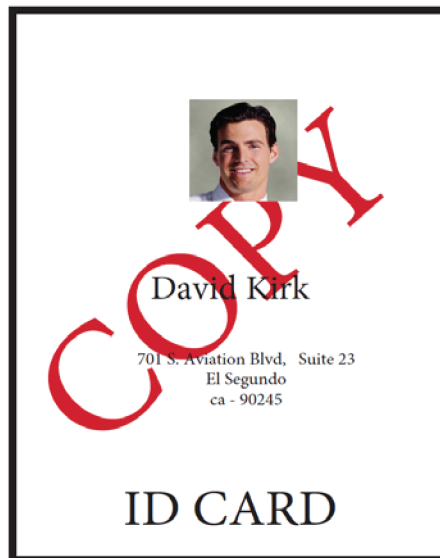 COPY
David Kirk
701 S. Aviation Blvd, Suite 23
El Segundo
ca - 90245
ID CARD